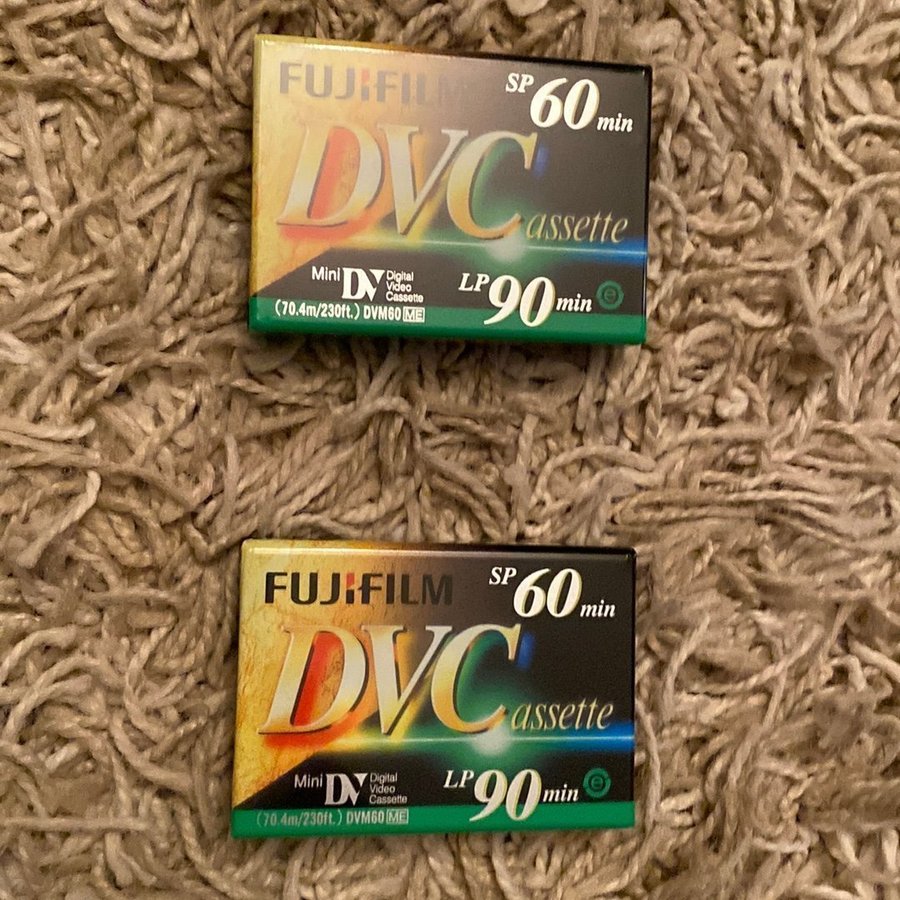 FUJIFILM SP 60 min
DVCassette
Mini DV Digital Video Cassette LP 90 min
(70.4m/230ft.) DVM60 ME
FUJIFILM SP 60 min
DVCassette
Mini DV Digital Video Cassette LP 90 min
(70.4m/230ft.) DVM60 ME